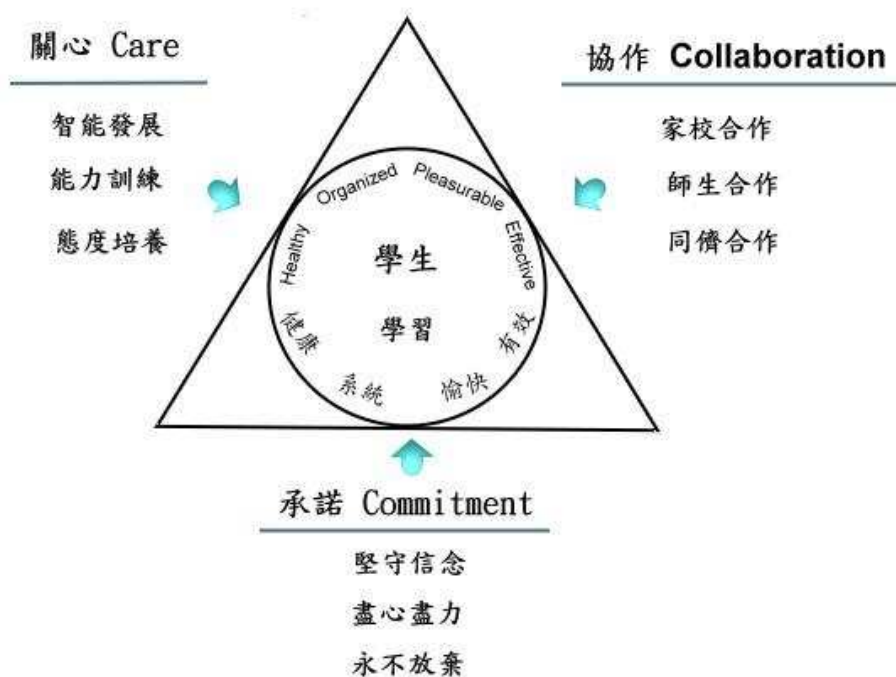 關心 Care
智能發展
能力訓練
態度培養
協作 Collaboration
家校合作
師生合作
同儕合作
Healthy
Organized
Pleasurable
Effective
學生
學習
健康
系統
愉快
有效
承諾 Commitment
堅守信念
盡心盡力
永不放棄